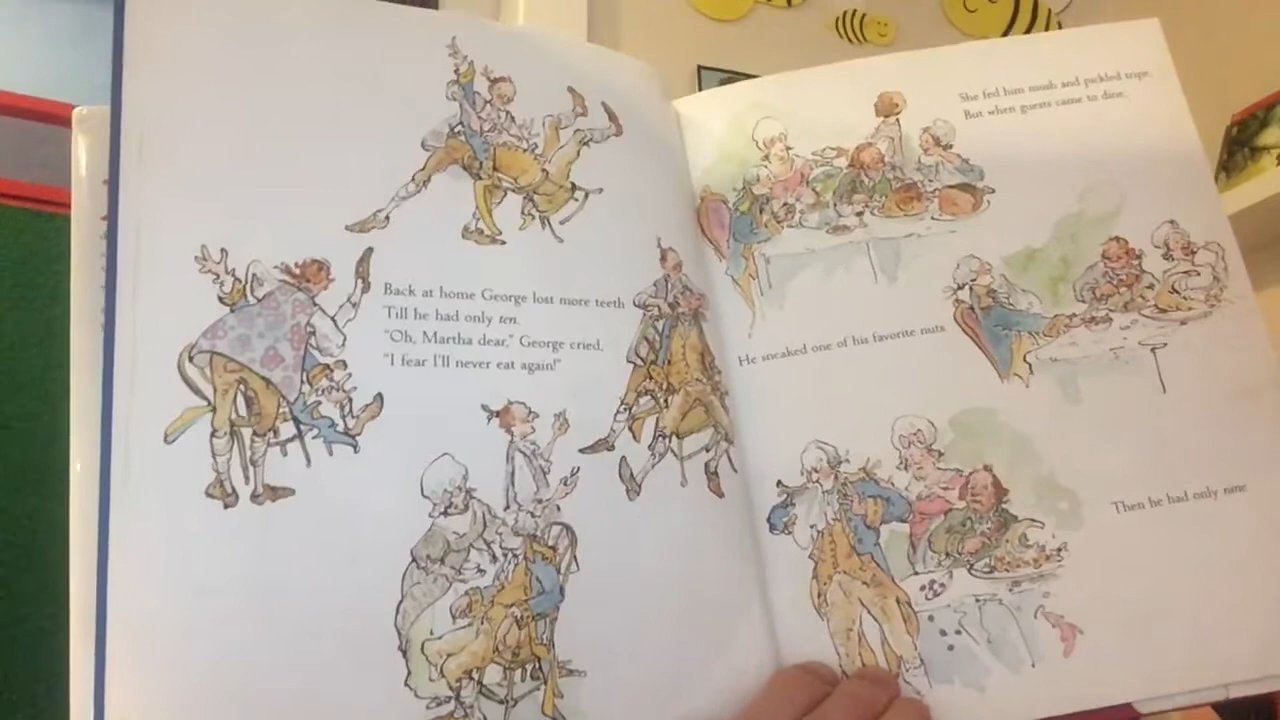 Back at home George lost more teeth
Till he had only ten.
"Oh, Martha dear," George cried,
"I fear I'll never eat again!"
She fed him mush and pickled tripe,
But when guests came to dine,
He sneaked one of his favorite nuts.
Then he had only nine.